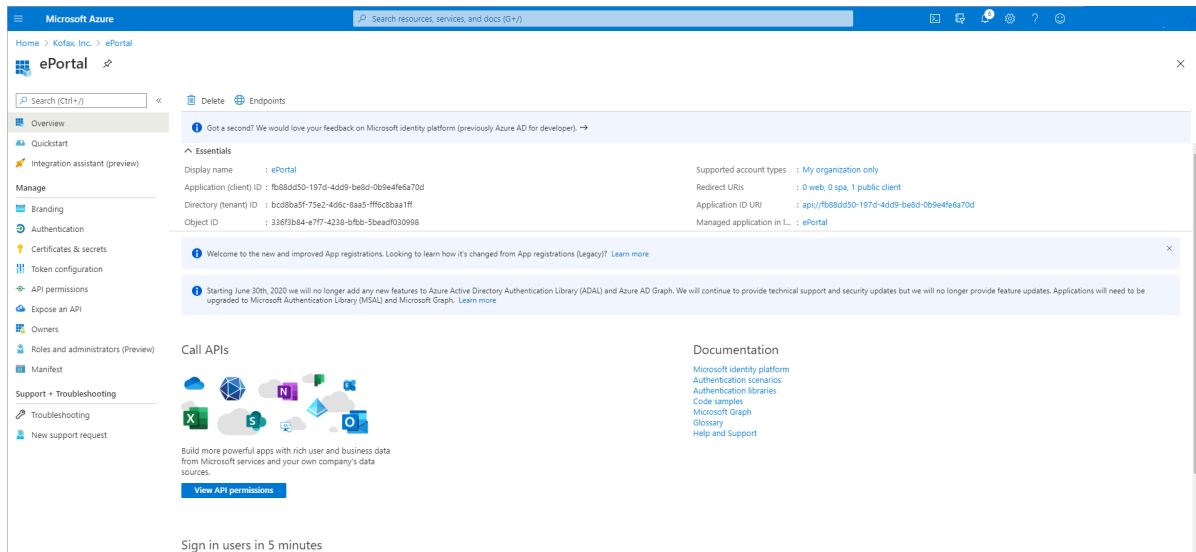 Microsoft Azure
Search resources, services, and docs (G+/)
6
Home > Kofax, Inc. > ePortal
ePortal
Search (Ctrl+/)
«
Overview
Quickstart
Integration assistant (preview)
Manage
Branding
Authentication
Certificates & secrets
Token configuration
API permissions
Expose an API
Owners
Roles and administrators (Preview)
Manifest
Support + Troubleshooting
Troubleshooting
New support request
Delete Endpoints
Got a second? We would love your feedback on Microsoft identity platform (previously Azure AD for developer). →
Essentials
Display name : ePortal
Application (client) ID : fb88dd50-197d-4dd9-be8d-0b9e4fe6a70d
Directory (tenant) ID : bcd8ba5f-75e2-4d6c-8aa5-fff6c8baa1ff
Object ID : 336f3b84-e7f7-4238-bfbb-5beadf030998
Supported account types : My organization only
Redirect URIs : 0 web, 0 spa, 1 public client
Application ID URI : api://fb88dd50-197d-4dd9-be8d-0b9e4fe6a70d
Managed application in l... : ePortal
Welcome to the new and improved App registrations. Looking to learn how it's changed from App registrations (Legacy)? Learn more
Starting June 30th, 2020 we will no longer add any new features to Azure Active Directory Authentication Library (ADAL) and Azure AD Graph. We will continue to provide technical support and security updates but we will no longer provide feature updates. Applications will need to be
upgraded to Microsoft Authentication Library (MSAL) and Microsoft Graph. Learn more
Call APIs
N
X
S
O
Build more powerful apps with rich user and business data
from Microsoft services and your own company's data
sources.
View API permissions
Documentation
Microsoft identity platform
Authentication scenarios
Authentication libraries
Code samples
Microsoft Graph
Glossary
Help and Support
Sign in users in 5 minutes